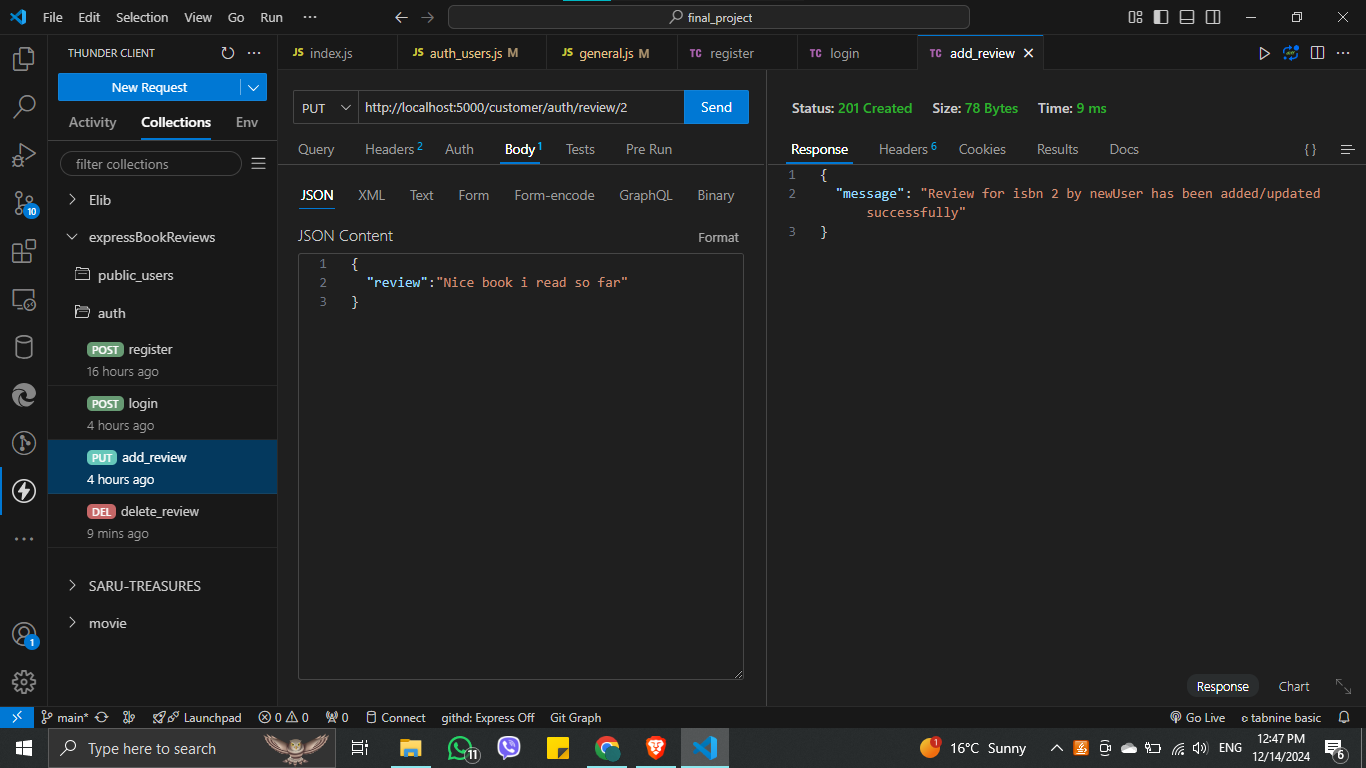 File Edit Selection View Go Run ··· final_project
THUNDER CLIENT
New Request
Activity Collections Env
filter collections
Elib
expressBookReviews
public_users
auth
POST register
16 hours ago
POST login
4 hours ago
PUT add_review
4 hours ago
DEL delete_review
9 mins ago
SARU-TREASURES
movie
10
1
JS index.js JS auth_users.js M JS general.js M TC register TC login TC add_review
PUT http://localhost:5000/customer/auth/review/2 Send
Query Headers 2 Auth Body 1 Tests Pre Run
JSON XML Text Form Form-encode GraphQL Binary
JSON Content Format
1 {
2 "review":"Nice book i read so far"
3 }
Status: 201 Created Size: 78 Bytes Time: 9 ms
Response Headers 6 Cookies Results Docs { }
1 {
2 "message": "Review for isbn 2 by newUser has been added/updated
successfully"
3 }
Response Chart
main* Launchpad 0 0 0 Connect githd: Express Off Git Graph Go Live tabnine basic
Type here to search 11 1 16°C Sunny ENG 12:47 PM
12/14/2024 6